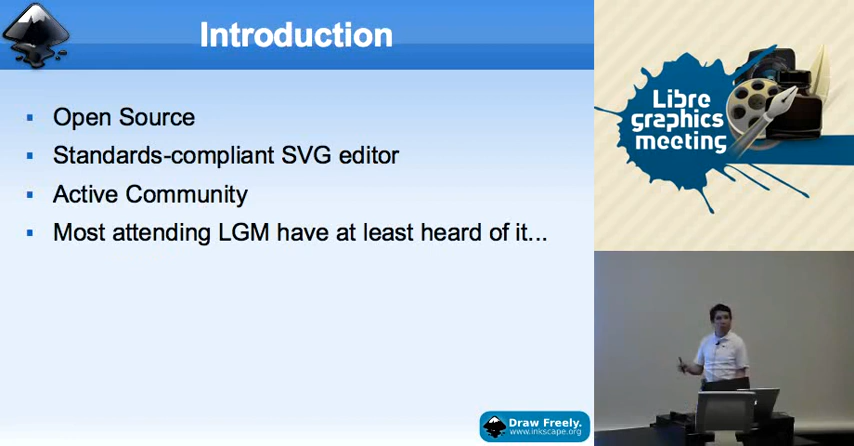 Introduction
Open Source
Standards-compliant SVG editor
Active Community
Most attending LGM have at least heard of it...
Draw Freely.
www.inkscape.org
Libre
graphics
meeting